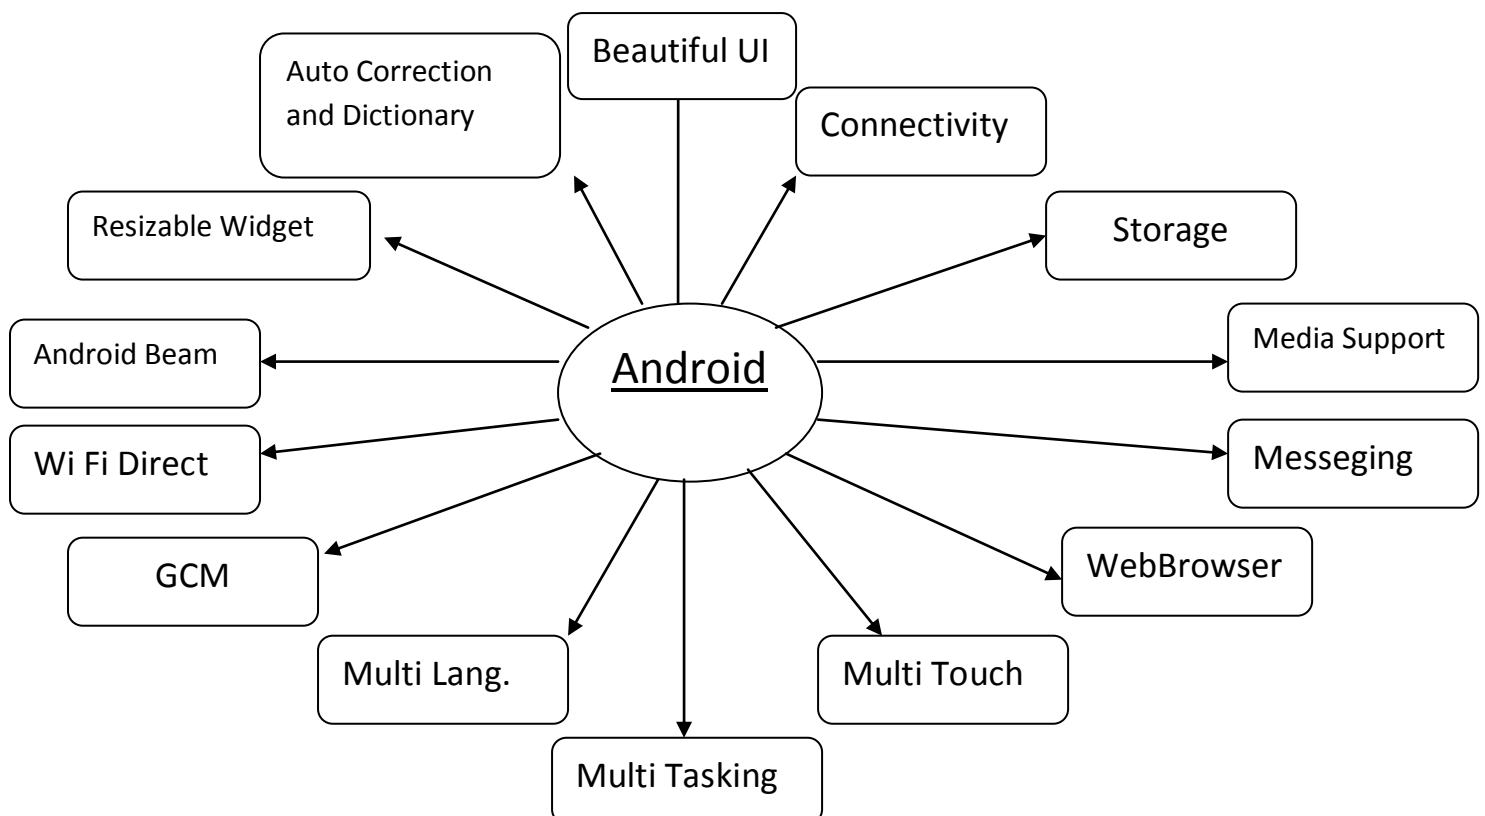 Beautiful UI
Auto Correction
and Dictionary
Connectivity
Resizable Widget
Storage
Android Beam
Android
Media Support
Wi Fi Direct
Messeging
GCM
WebBrowser
Multi Lang.
Multi Touch
Multi Tasking